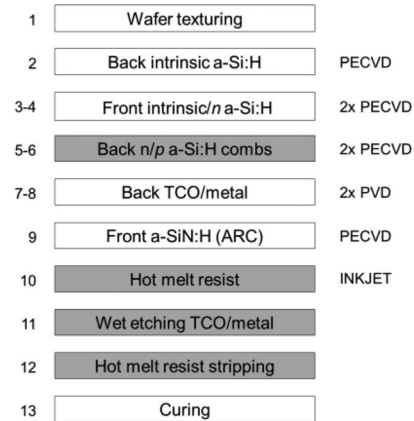 1 Wafer texturing
2 Back intrinsic a-Si:H PECVD
3-4 Front intrinsic/n a-Si:H 2x PECVD
5-6 Back n/p a-Si:H combs 2x PECVD
7-8 Back TCO/metal 2x PVD
9 Front a-SiN:H (ARC) PECVD
10 Hot melt resist INKJET
11 Wet etching TCO/metal
12 Hot melt resist stripping
13 Curing